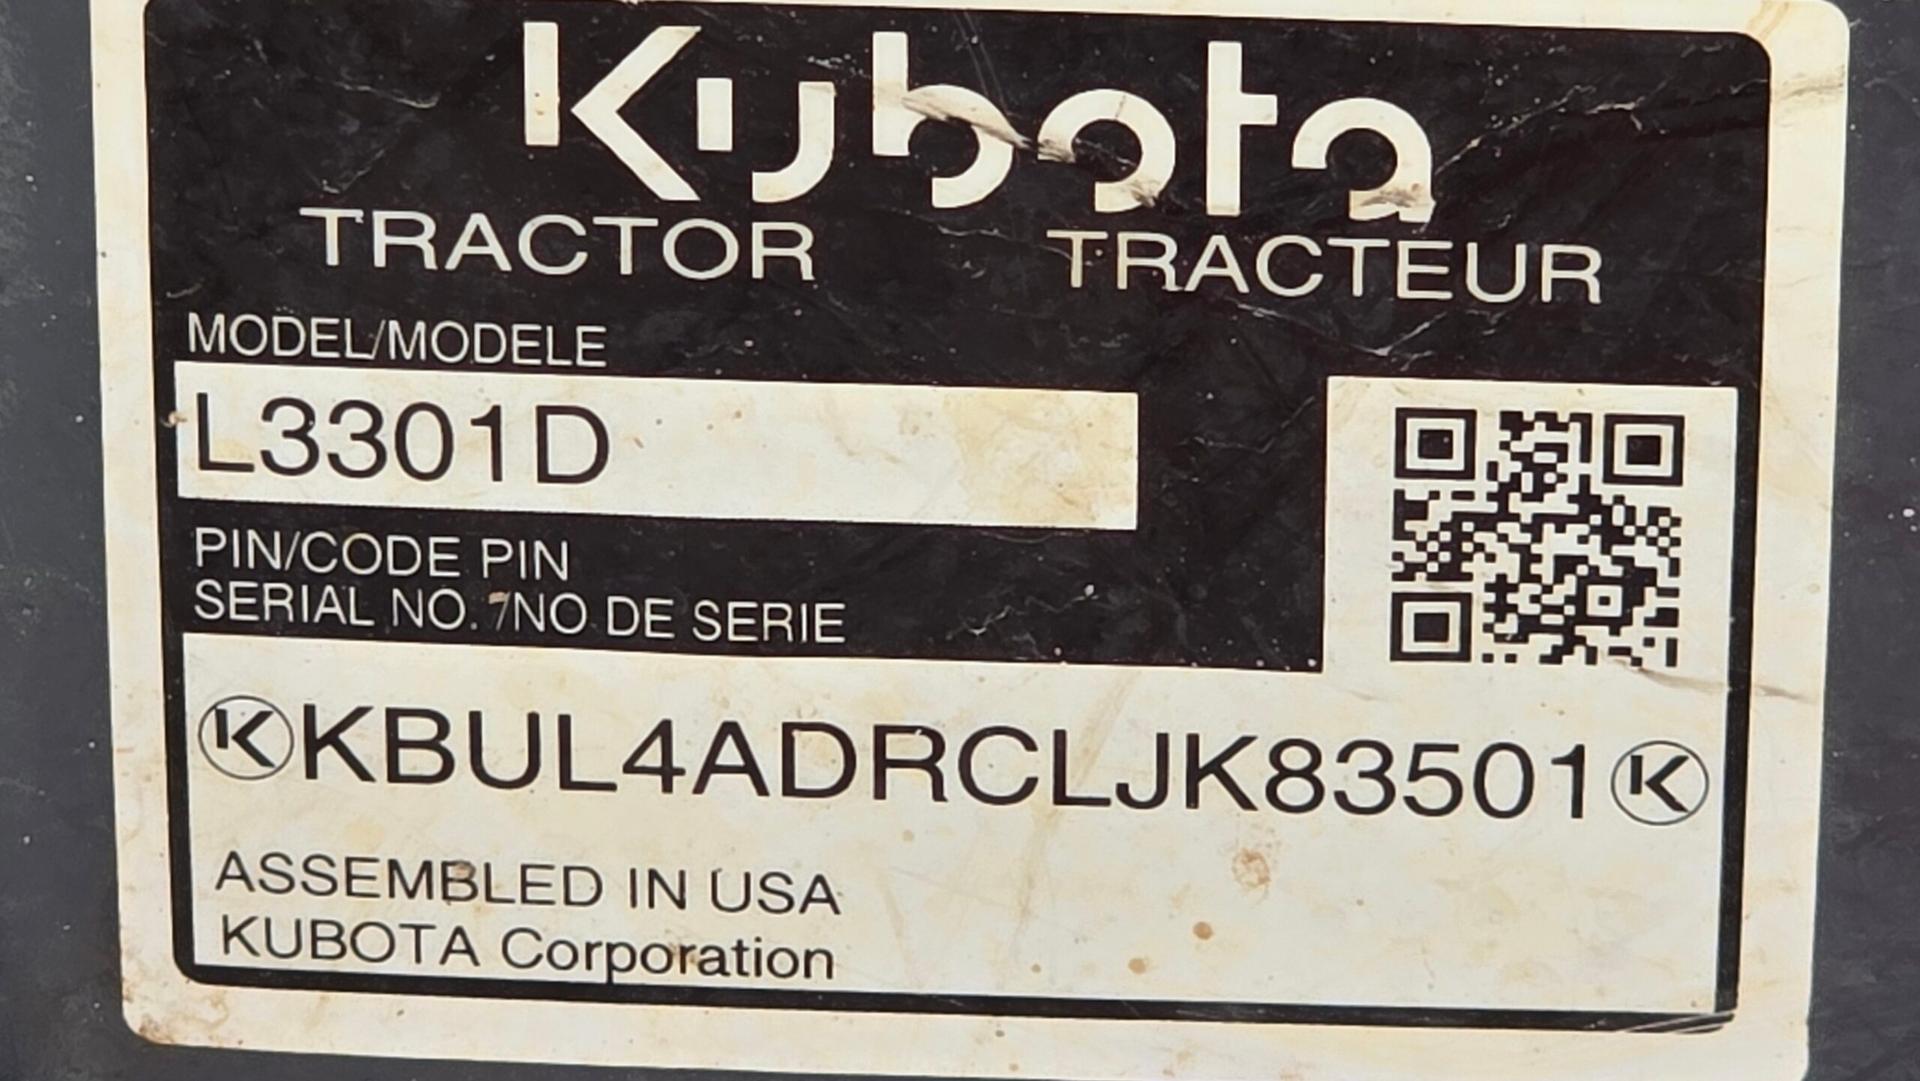 Kubota
TRACTOR TRACTEUR
MODEL/MODELE
L3301D
PIN/CODE PIN
SERIAL NO. /NO DE SERIE
KBUL4ADRCLJK83501
ASSEMBLED IN USA
KUBOTA Corporation